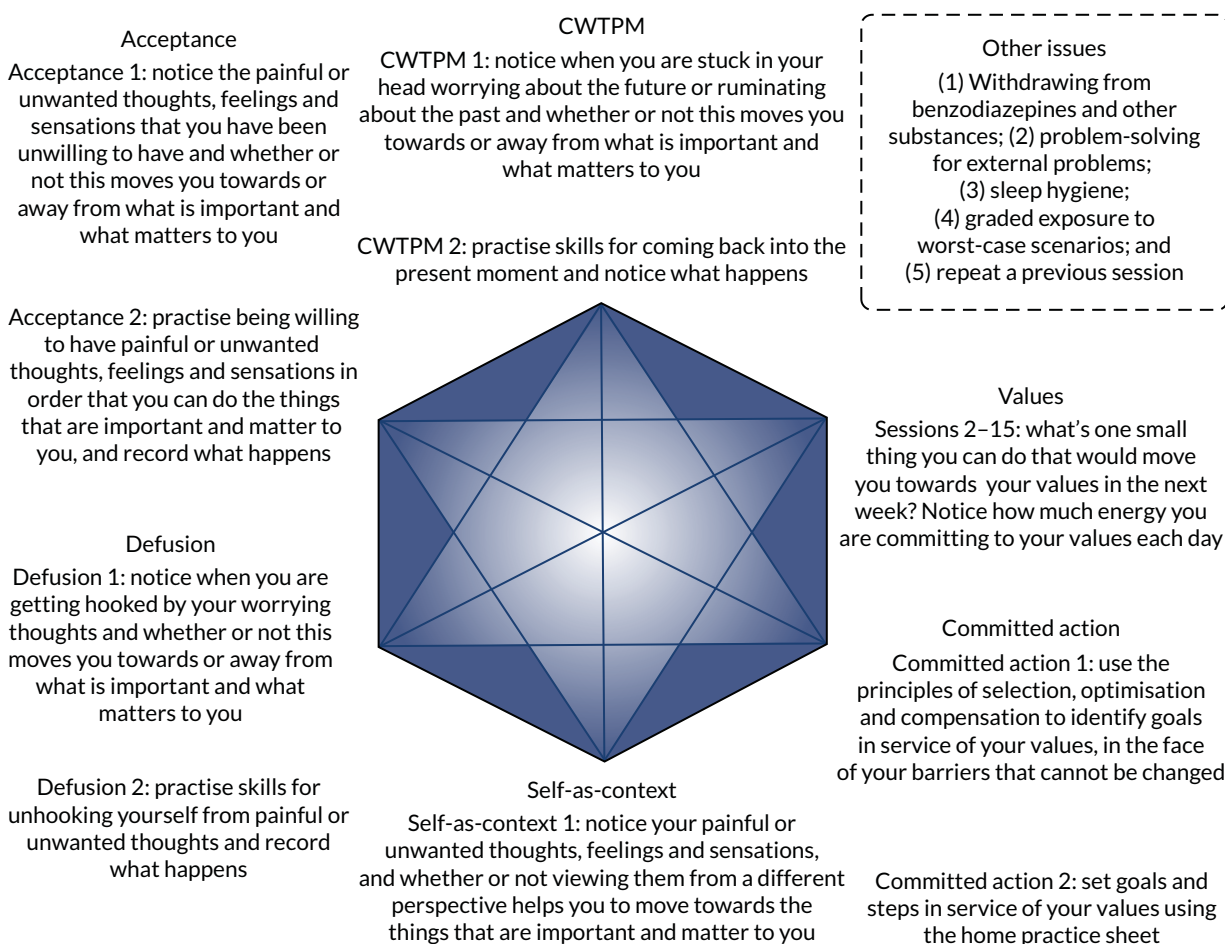 Acceptance
Acceptance 1: notice the painful or
unwanted thoughts, feelings and
sensations that you have been
unwilling to have and whether or
not this moves you towards or
away from what is important and
what matters to you
Acceptance 2: practise being willing
to have painful or unwanted
thoughts, feelings and sensations in
order that you can do the things
that are important and matter to
you, and record what happens
Defusion
Defusion 1: notice when you are
getting hooked by your worrying
thoughts and whether or not this
moves you towards or away from
what is important and what
matters to you
Defusion 2: practise skills for
unhooking yourself from painful or
unwanted thoughts and record
what happens
CWTPM
CWTPM 1: notice when you are stuck in your
head worrying about the future or ruminating
about the past and whether or not this moves you
towards or away from what is important and
what matters to you
CWTPM 2: practise skills for coming back into the
present moment and notice what happens
Self-as-context
Self-as-context 1: notice your painful or
unwanted thoughts, feelings and sensations,
and whether or not viewing them from a different
perspective helps you to move towards the
things that are important and matter to you
Other issues
(1) Withdrawing from
benzodiazepines and other
substances; (2) problem-solving
for external problems;
(3) sleep hygiene;
(4) graded exposure to
worst-case scenarios; and
(5) repeat a previous session
Values
Sessions 2–15: what's one small
thing you can do that would move
you towards your values in the next
week? Notice how much energy you
are committing to your values each day
Committed action
Committed action 1: use the
principles of selection, optimisation
and compensation to identify goals
in service of your values, in the face
of your barriers that cannot be changed
Committed action 2: set goals and
steps in service of your values using
the home practice sheet